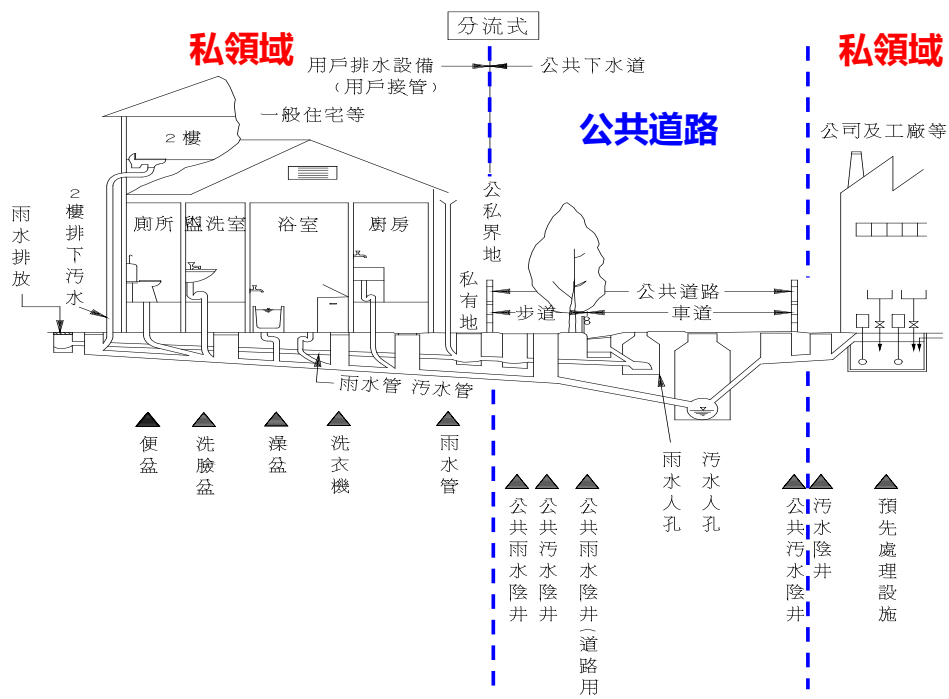 分流式
私領域
私領域
用戶排水設備
(用戶接管)
公共下水道
公共道路
一般住宅等
公司及工廠等
2樓
雨水排放
2樓排下污水
廁所
盥洗室
浴室
廚房
公私界地
私有地
公共道路
步道
車道
雨水管
污水管
便盆
洗臉盆
澡盆
洗衣機
雨水管
公共雨水陰井
公共污水陰井
公共雨水陰井(道路用
雨水人孔
污水人孔
公共污水陰井
污水陰井
預先處理設施